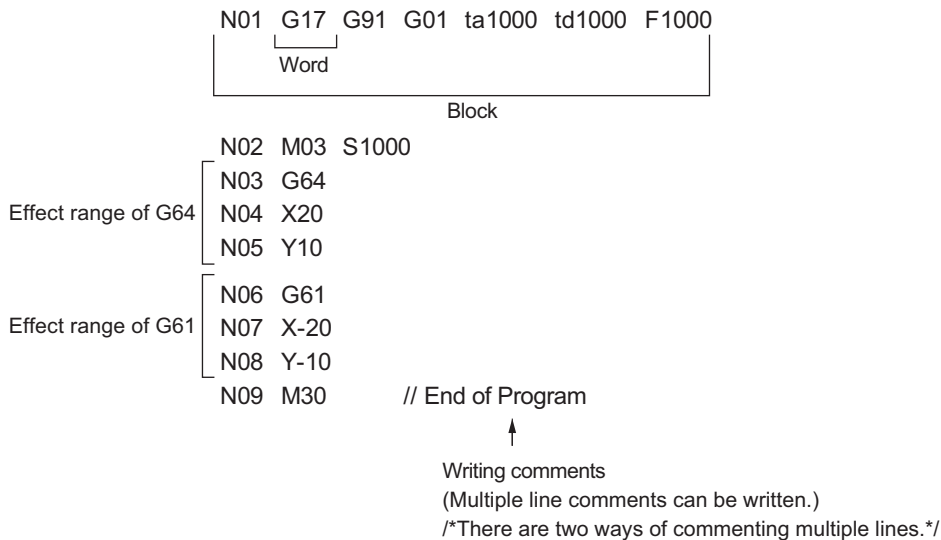 N01 G17 G91 G01 ta1000 td1000 F1000
Word
Block
N02 M03 S1000
N03 G64
Effect range of G64 N04 X20
N05 Y10
N06 G61
Effect range of G61 N07 X-20
N08 Y-10
N09 M30 // End of Program
Writing comments
(Multiple line comments can be written.)
/*There are two ways of commenting multiple lines.*/